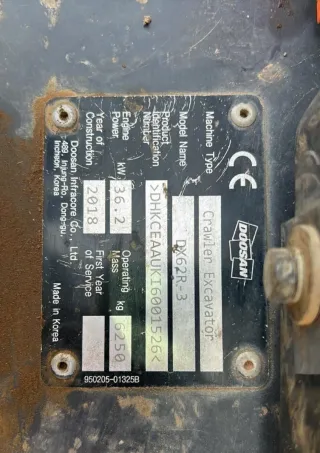 CE DOOSAN
Machine Type Crawler Excavator
Model Name DX62R-3
Product Identification Number >DHKCEAAUKI6001526<
Engine Power kW 36.2 Operating Mass kg 6250
Year of Construction 2018 First Year of Service
Doosan Infracore Co., Ltd
489, Injung-Ro, Dong-gu,
Incheon, Korea
Made in Korea
950205-01325B